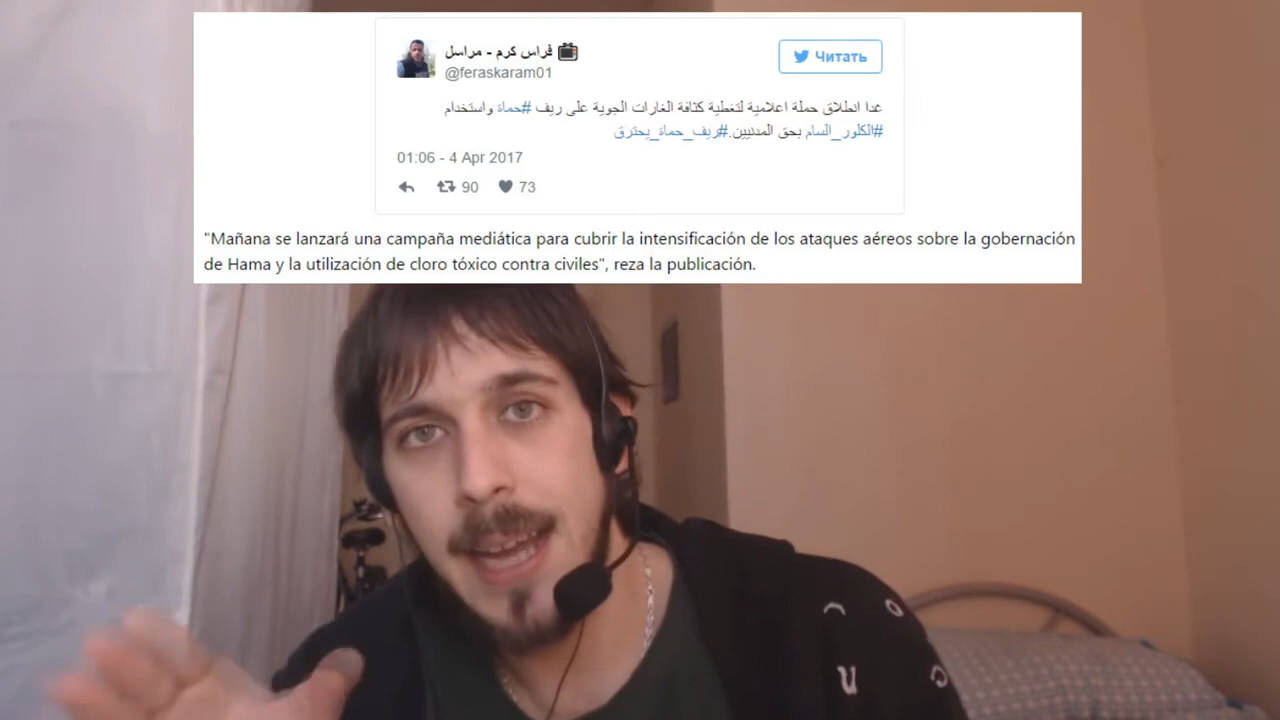 فراس كرم - مراسل
@feraskaram01
Читать
غدا انطلاق حملة اعلامية لتغطية كثافة الغارات الجوية على ريف #حماة واستخدام
#الكلور_السام بحق المدنيين.#ريف_حماة_يحترق
01:06 - 4 Apr 2017
90 73
"Mañana se lanzará una campaña mediática para cubrir la intensificación de los ataques aéreos sobre la gobernación
de Hama y la utilización de cloro tóxico contra civiles", reza la publicación.